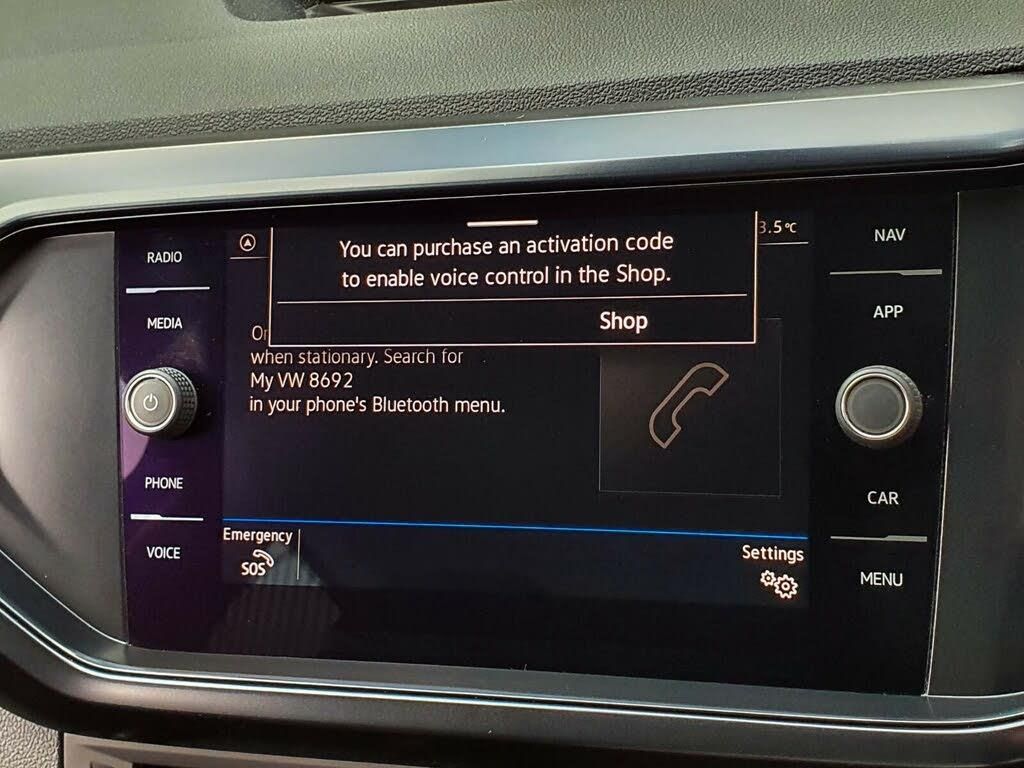 RADIO
MEDIA
PHONE
VOICE
You can purchase an activation code
to enable voice control in the Shop.
Shop
3.5°C
when stationary. Search for
My VW 8692
in your phone's Bluetooth menu.
Emergency
SOS
Settings
NAV
APP
CAR
MENU